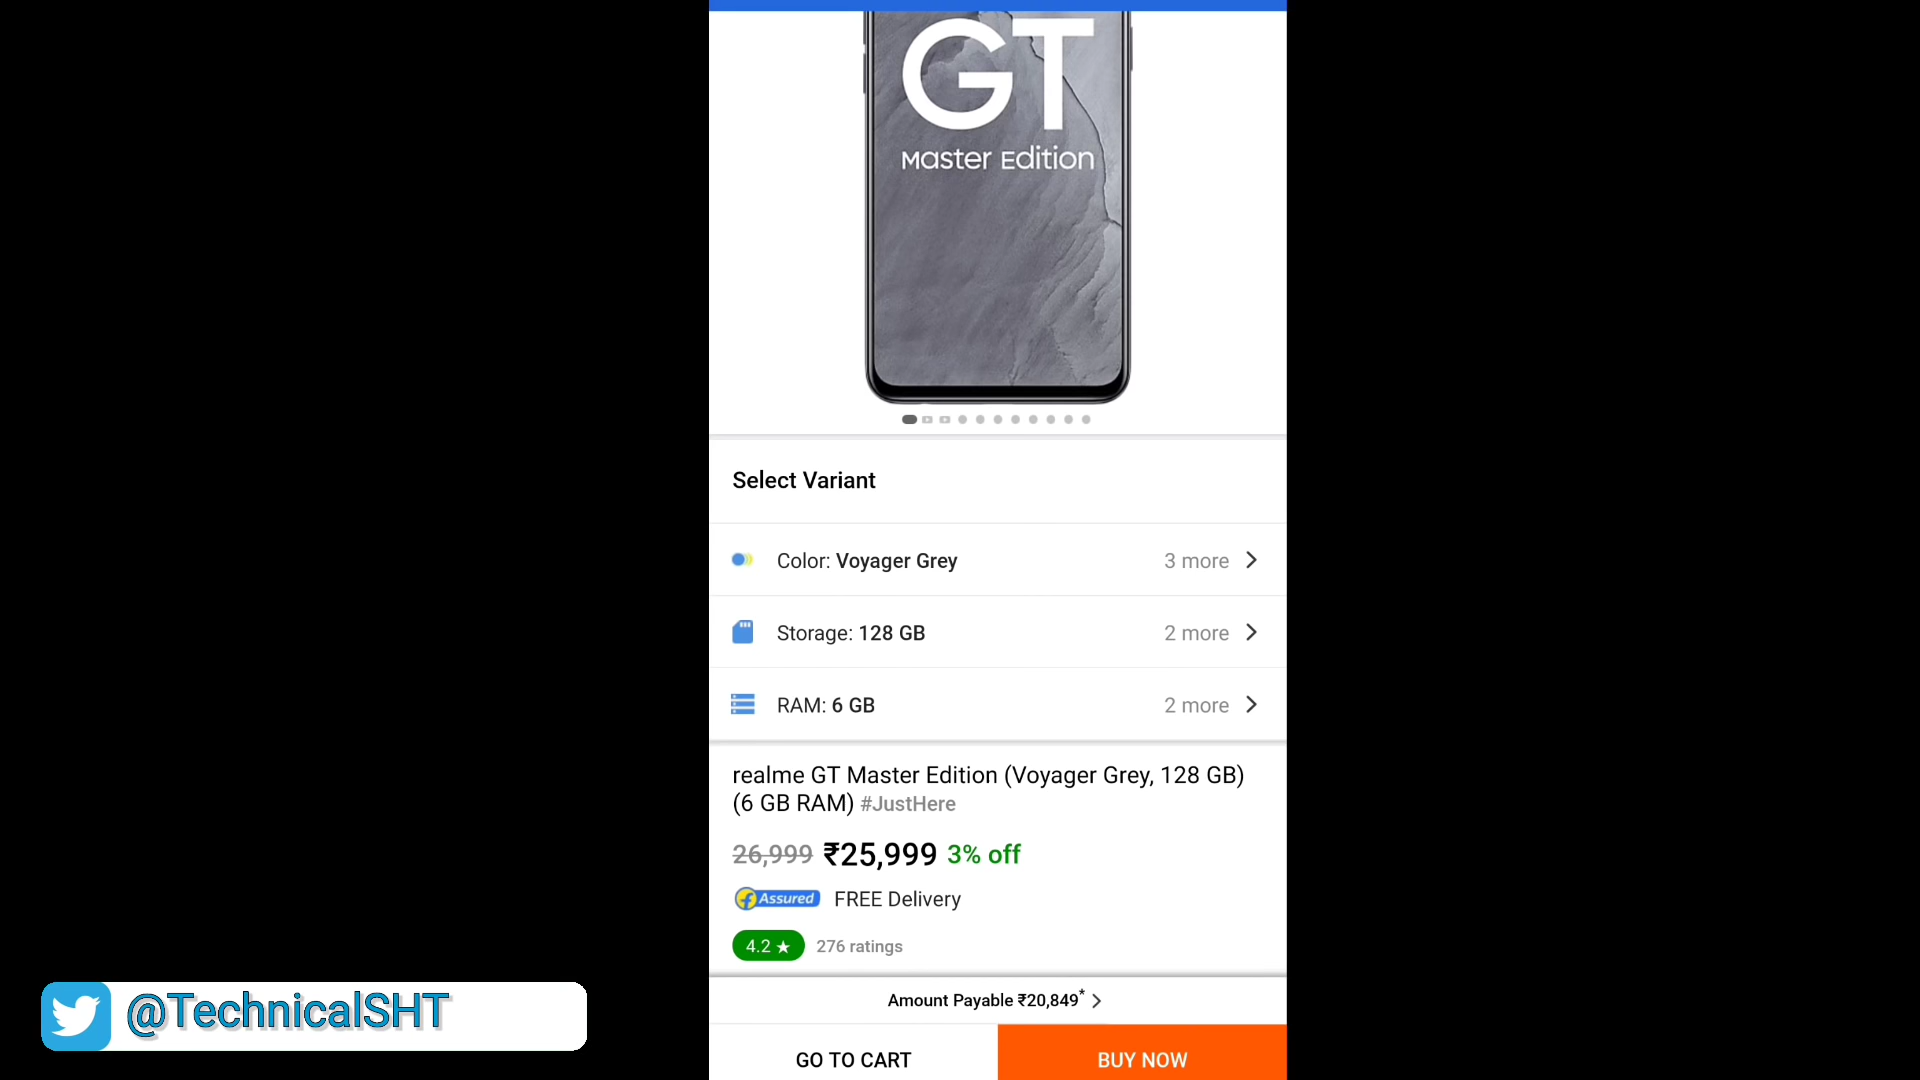 GT
Master Edition
Select Variant
Color: Voyager Grey 3 more
Storage: 128 GB 2 more
RAM: 6 GB 2 more
realme GT Master Edition (Voyager Grey, 128 GB)
(6 GB RAM) #JustHere
26,999 ₹25,999 3% off
f Assured FREE Delivery
4.2 ★ 276 ratings
Amount Payable ₹20,849*
GO TO CART BUY NOW
@TechnicalSHT